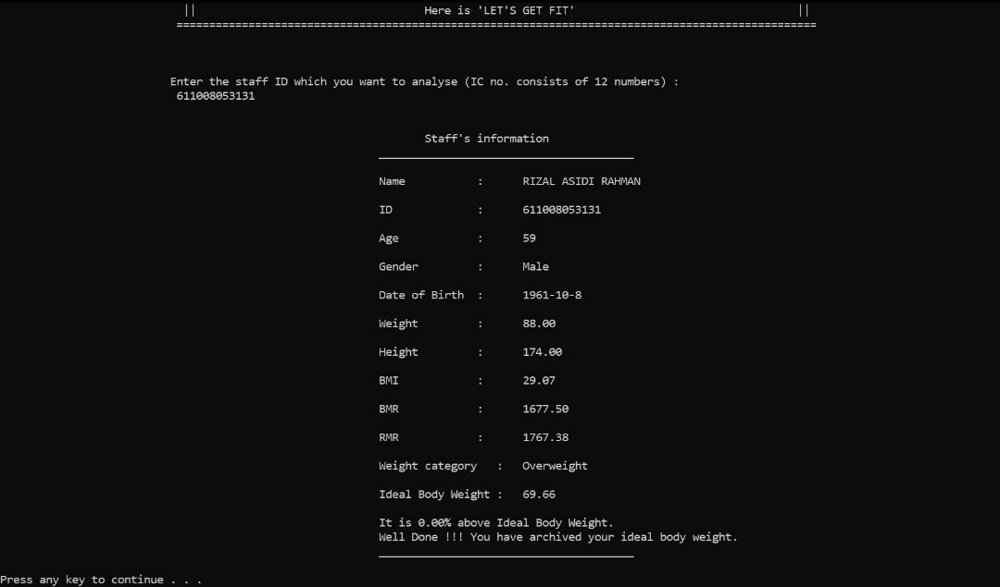 || Here is 'LET'S GET FIT' ||
==================================================================================================
Enter the staff ID which you want to analyse (IC no. consists of 12 numbers) :
611008053131
Staff's information
_______________________________________
Name : RIZAL ASIDI RAHMAN
ID : 611008053131
Age : 59
Gender : Male
Date of Birth : 1961-10-8
Weight : 88.00
Height : 174.00
BMI : 29.07
BMR : 1677.50
RMR : 1767.38
Weight category : Overweight
Ideal Body Weight : 69.66
It is 0.00% above Ideal Body Weight.
Well Done !!! You have archived your ideal body weight.
_______________________________________
Press any key to continue . . .